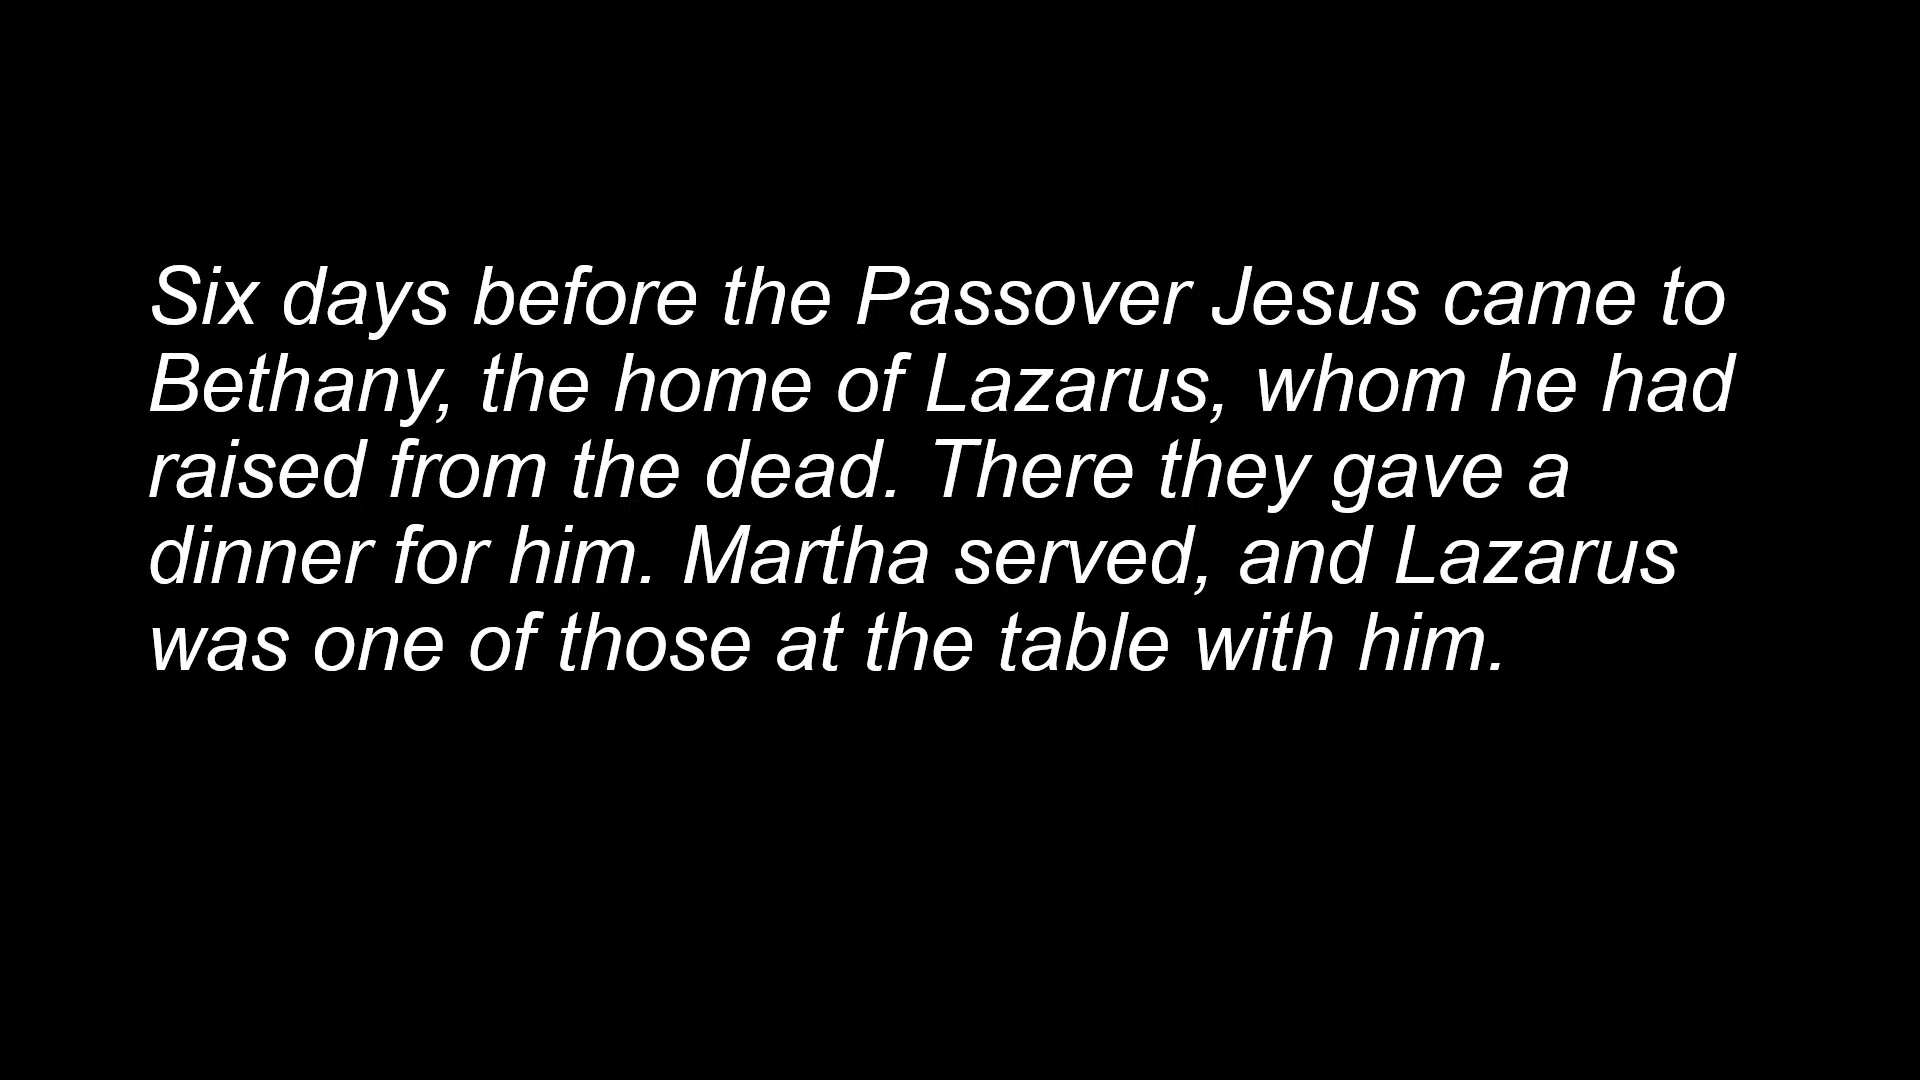 Six days before the Passover Jesus came to
Bethany, the home of Lazarus, whom he had
raised from the dead. There they gave a
dinner for him. Martha served, and Lazarus
was one of those at the table with him.